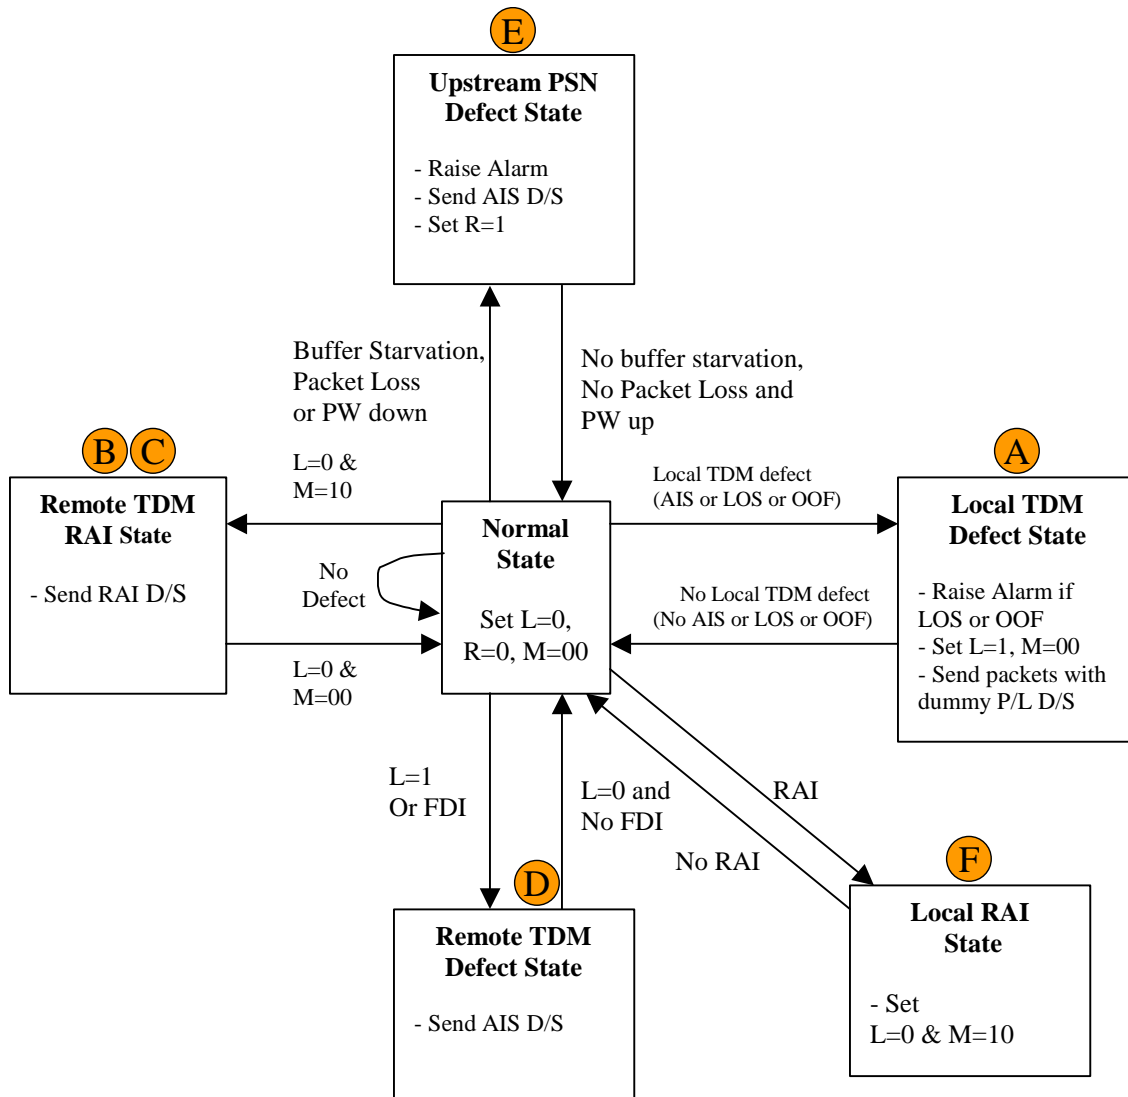 E
Upstream PSN
Defect State
- Raise Alarm
- Send AIS D/S
- Set R=1
Buffer Starvation,
Packet Loss
or PW down
No buffer starvation,
No Packet Loss and
PW up
B C
L=0 &
M=10
Local TDM defect
(AIS or LOS or OOF)
A
Remote TDM
RAI State
- Send RAI D/S
No
Defect
Normal
State
Set L=0,
R=0, M=00
No Local TDM defect
(No AIS or LOS or OOF)
Local TDM
Defect State
- Raise Alarm if
LOS or OOF
- Set L=1, M=00
- Send packets with
dummy P/L D/S
L=0 &
M=00
L=1
Or FDI
L=0 and
No FDI
RAI
No RAI
D
F
Remote TDM
Defect State
- Send AIS D/S
Local RAI
State
- Set
L=0 & M=10